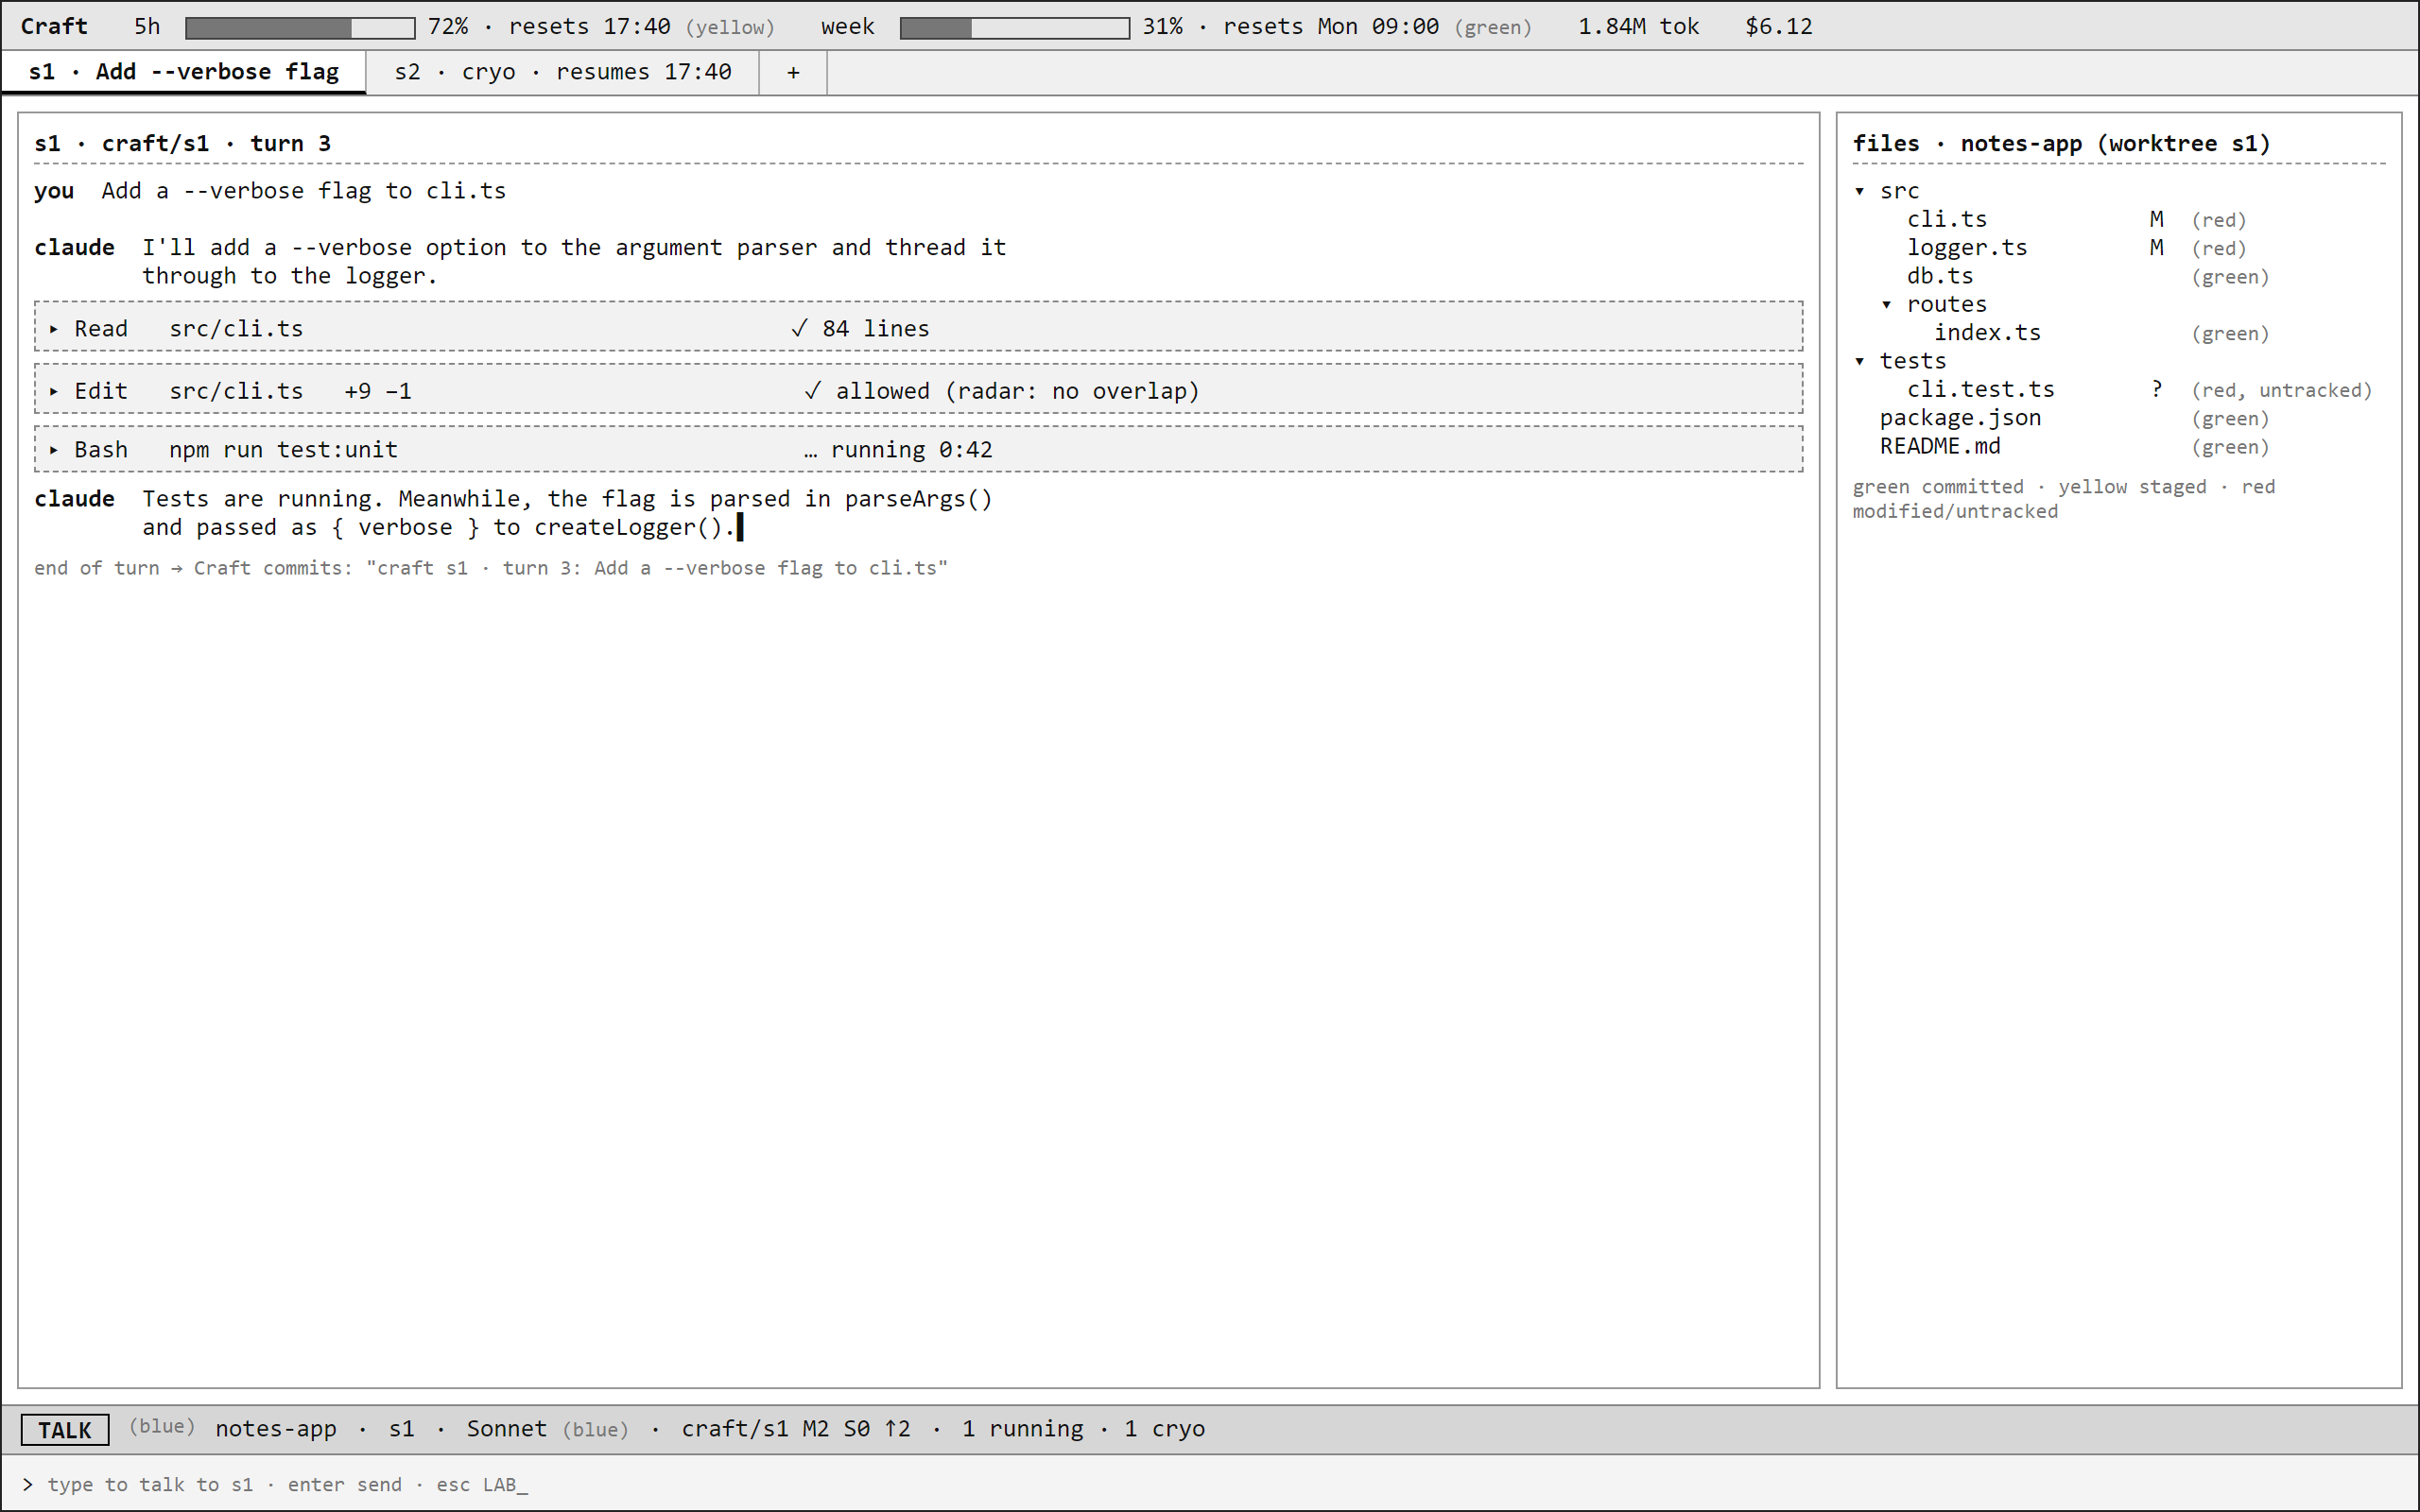 Craft 5h 72% · resets 17:40 (yellow) week 31% · resets Mon 09:00 (green) 1.84M tok $6.12
s1 · Add --verbose flag s2 · cryo · resumes 17:40 +
s1 · craft/s1 · turn 3
you Add a --verbose flag to cli.ts
claude I'll add a --verbose option to the argument parser and thread it
through to the logger.
▸ Read src/cli.ts ✓ 84 lines
▸ Edit src/cli.ts +9 −1 ✓ allowed (radar: no overlap)
▸ Bash npm run test:unit … running 0:42
claude Tests are running. Meanwhile, the flag is parsed in parseArgs()
and passed as { verbose } to createLogger().▌
end of turn → Craft commits: "craft s1 · turn 3: Add a --verbose flag to cli.ts"
files · notes-app (worktree s1)
▾ src
cli.ts M (red)
logger.ts M (red)
db.ts (green)
▾ routes
index.ts (green)
▾ tests
cli.test.ts ? (red, untracked)
package.json (green)
README.md (green)
green committed · yellow staged · red
modified/untracked
TALK (blue) notes-app · s1 · Sonnet (blue) · craft/s1 M2 S0 ↑2 · 1 running · 1 cryo
> type to talk to s1 · enter send · esc LAB_